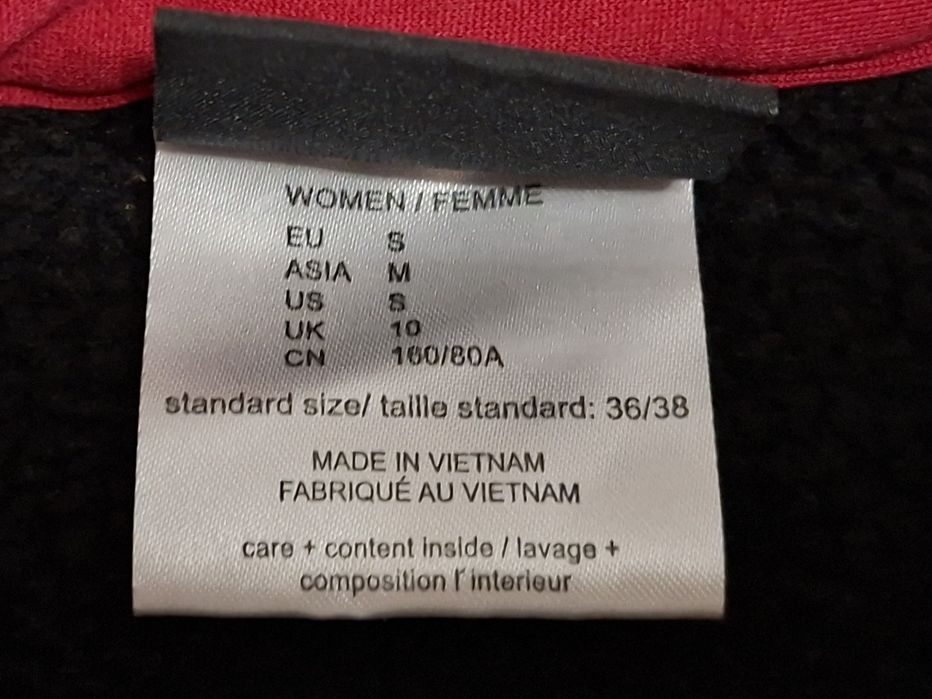 WOMEN / FEMME
EU S
ASIA M
US S
UK 10
CN 160/80A
standard size/ taille standard: 36/38
MADE IN VIETNAM
FABRIQUÉ AU VIETNAM
care + content inside / lavage +
composition l'interieur